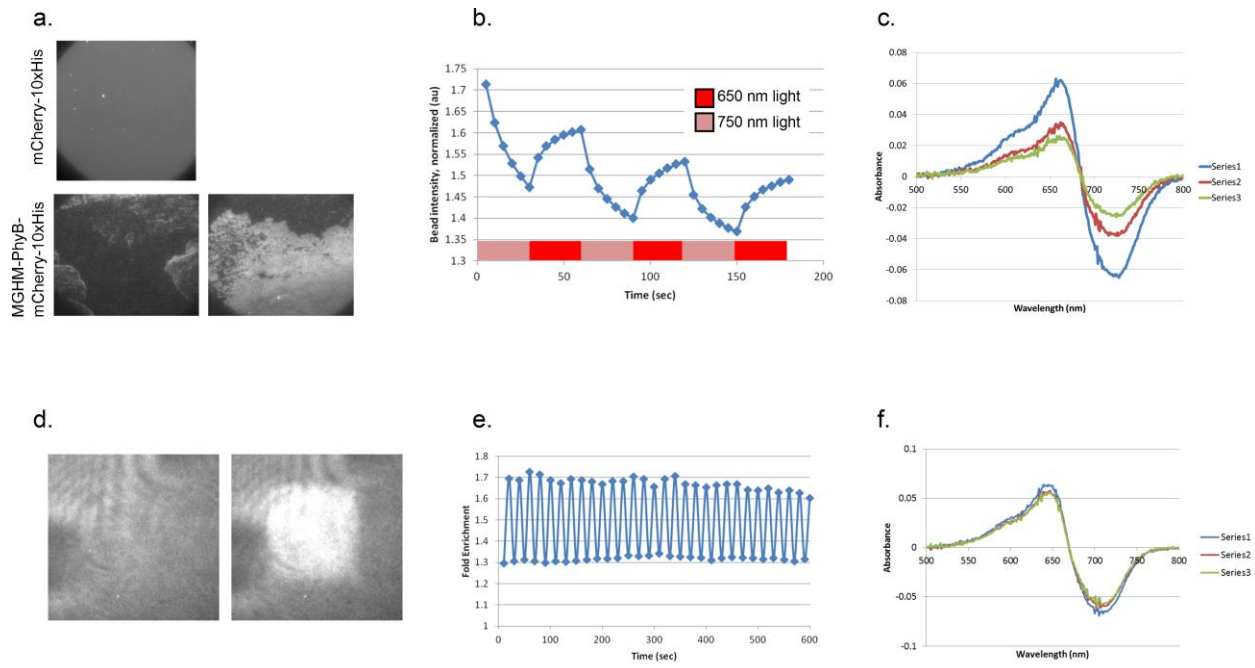 a.
mCherry-10xHis
MGHM-PhyB-
mCherry-10xHis
b.
1.75
1.7
1.65
1.6
1.55
1.5
1.45
1.4
1.35
1.3
Bead intensity, normalized (au)
650 nm light
750 nm light
0 50 100 150 200
Time (sec)
c.
0.08
0.06
0.04
0.02
0
-0.02
-0.04
-0.06
-0.08
Absorbance
500 550 600 650 700 750 800
Wavelength (nm)
Series1
Series2
Series3
d.
e.
1.8
1.7
1.6
1.5
1.4
1.3
1.2
1.1
1
Fold Enrichment
0 100 200 300 400 500 600
Time (sec)
f.
0.1
0.05
0
-0.05
-0.1
Absorbance
500 550 600 650 700 750 800
Wavelength (nm)
Series1
Series2
Series3